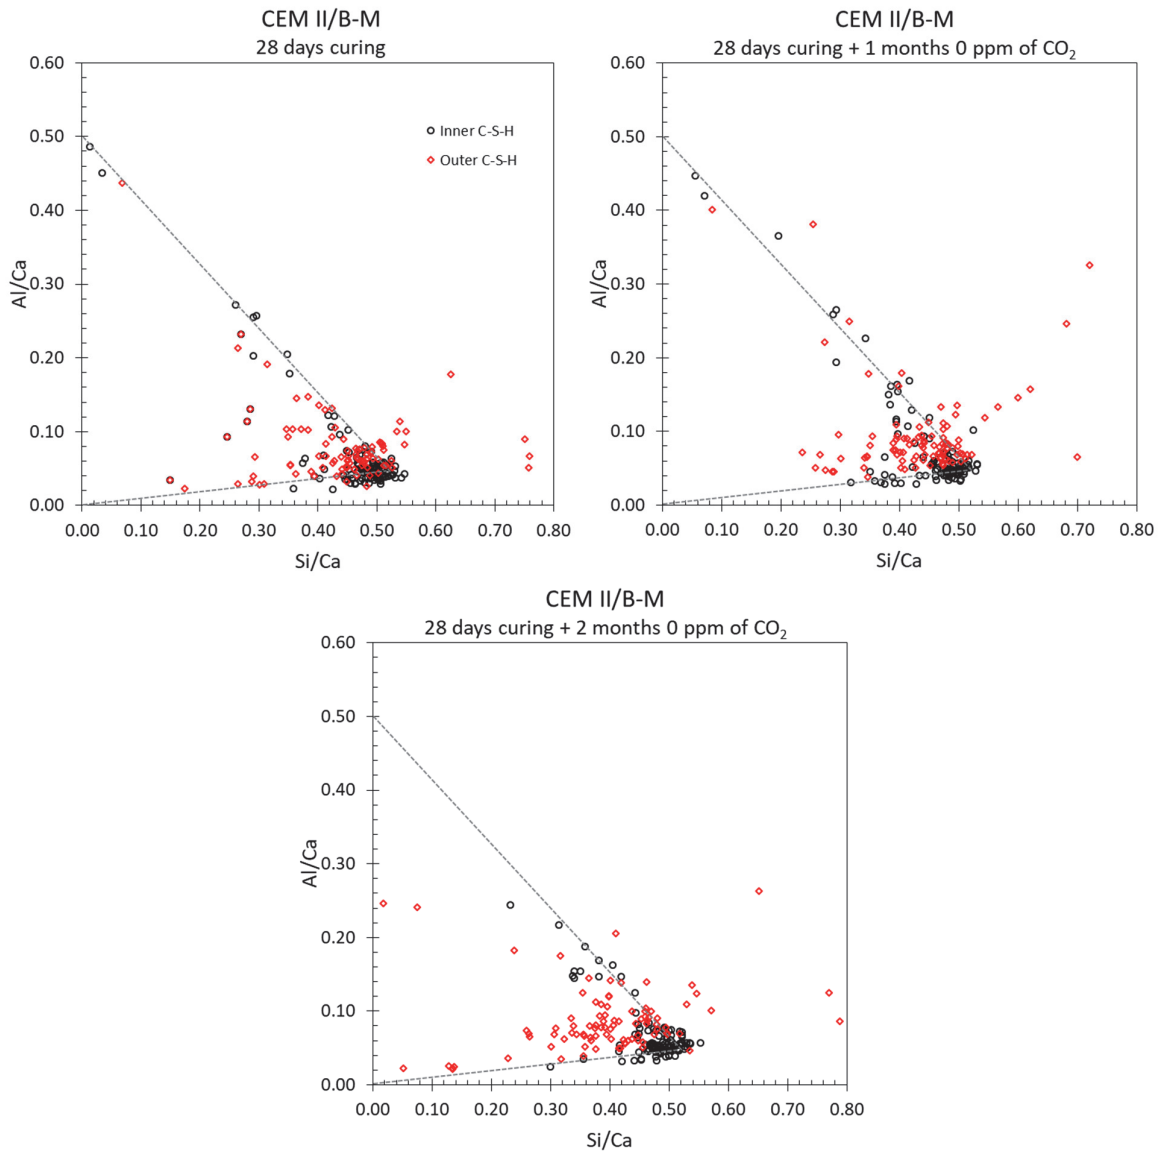 CEM II/B-M
28 days curing
0.60
0.50
0.40
0.30
0.20
0.10
0.00
Al/Ca
Inner C-S-H
Outer C-S-H
0.00 0.10 0.20 0.30 0.40 0.50 0.60 0.70 0.80
Si/Ca
CEM II/B-M
28 days curing + 1 months 0 ppm of CO₂
0.60
0.50
0.40
0.30
0.20
0.10
0.00
Al/Ca
0.00 0.10 0.20 0.30 0.40 0.50 0.60 0.70 0.80
Si/Ca
CEM II/B-M
28 days curing + 2 months 0 ppm of CO₂
0.60
0.50
0.40
0.30
0.20
0.10
0.00
Al/Ca
0.00 0.10 0.20 0.30 0.40 0.50 0.60 0.70 0.80
Si/Ca